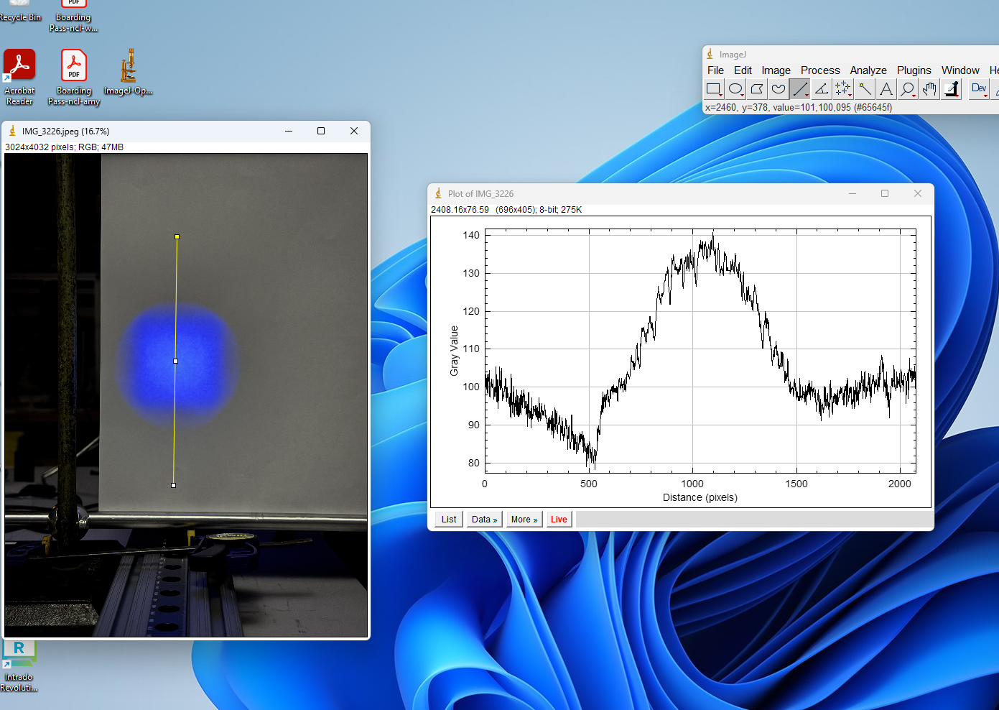 Recycle Bin
Boarding
Pass-ncl-w...
PDF
Acrobat
Reader
PDF
Boarding
Pass-ncl-amy
ImageJ-Op...
ImageJ
File Edit Image Process Analyze Plugins Window He
Dev
x=2460, y=378, value=101,100,095 (#65645f)
IMG_3226.jpeg (16.7%)
3024x4032 pixels; RGB; 47MB
Plot of IMG_3226
2408.16x76.59 (696x405); 8-bit; 275K
140
130
120
110
100
90
80
Gray Value
0 500 1000 1500 2000
Distance (pixels)
List Data » More » Live
R
Intrado
Revoluti...